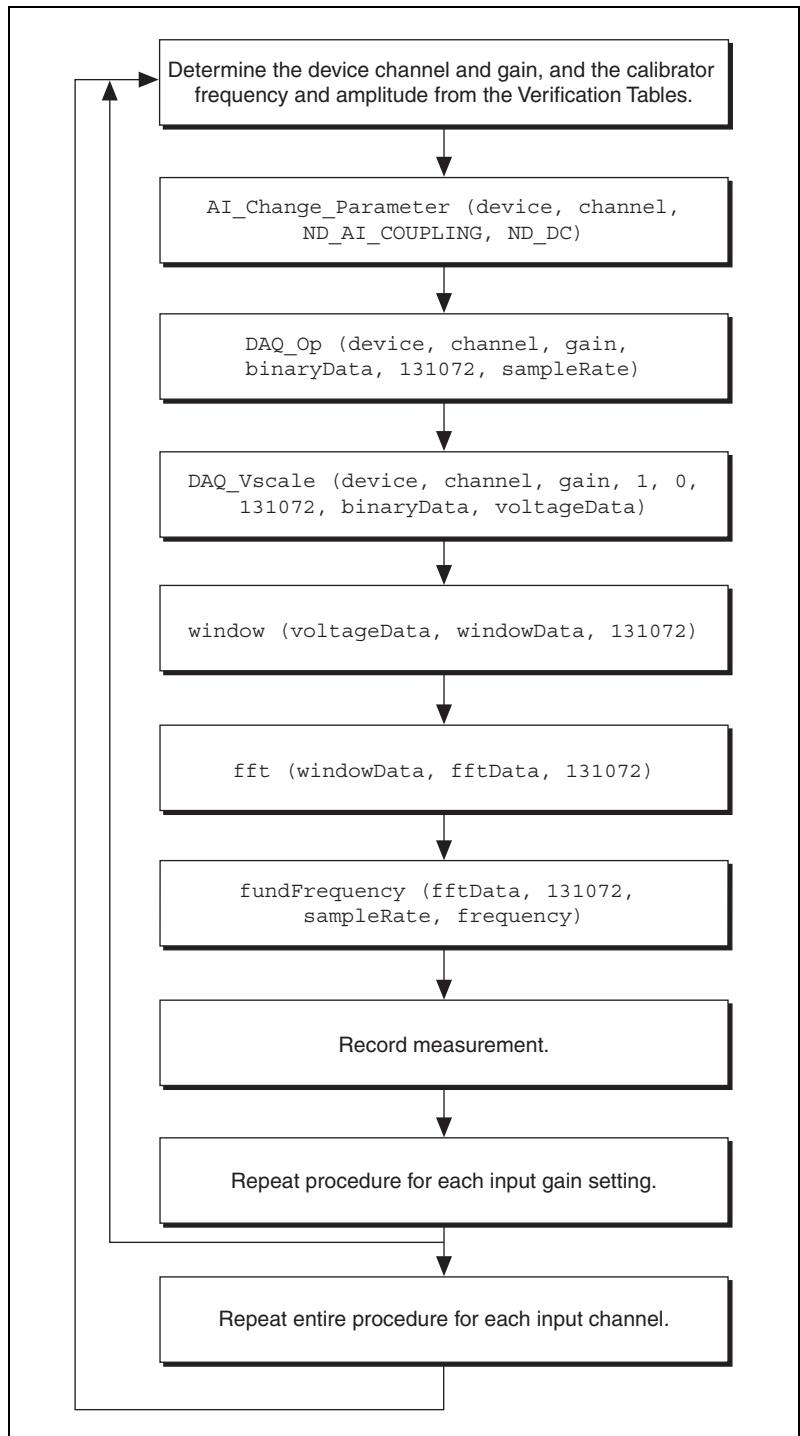 Determine the device channel and gain, and the calibrator
frequency and amplitude from the Verification Tables.
AI_Change_Parameter (device, channel,
ND_AI_COUPLING, ND_DC)
DAQ_Op (device, channel, gain,
binaryData, 131072, sampleRate)
DAQ_Vscale (device, channel, gain, 1, 0,
131072, binaryData, voltageData)
window (voltageData, windowData, 131072)
fft (windowData, fftData, 131072)
fundFrequency (fftData, 131072,
sampleRate, frequency)
Record measurement.
Repeat procedure for each input gain setting.
Repeat entire procedure for each input channel.